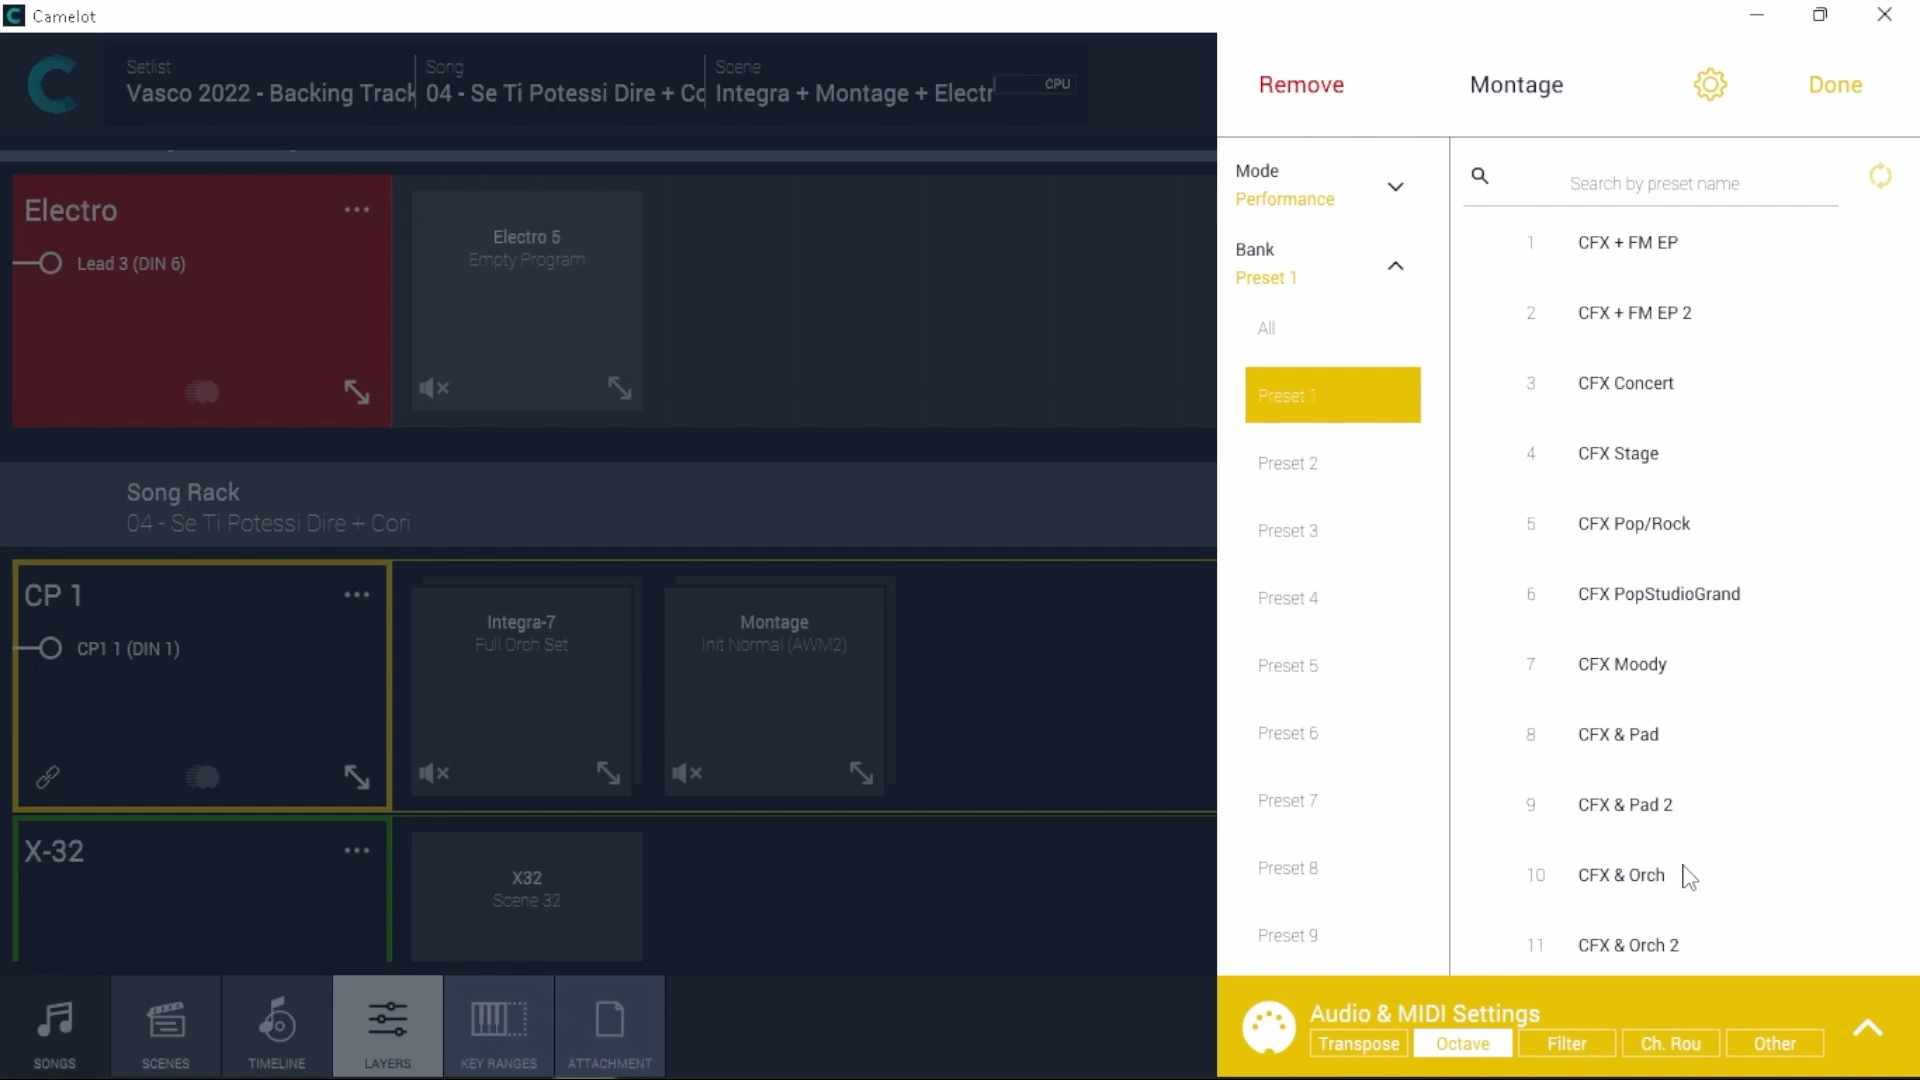 Camelot
Setlist
Vasco 2022 - Backing Track
Song
04 - Se Ti Potessi Dire + Co
Scene
Integra + Montage + Electr
CPU
Electro
Lead 3 (DIN 6)
Electro 5
Empty Program
Song Rack
04 - Se Ti Potessi Dire + Cori
CP 1
CP1 1 (DIN 1)
Integra-7
Full Orch Set
Montage
Init Normal (AWM2)
X-32
X32
Scene 32
SONGS
SCENES
TIMELINE
LAYERS
KEY RANGES
ATTACHMENT
Remove
Montage
Done
Mode
Performance
Bank
Preset 1
All
Preset 1
Preset 2
Preset 3
Preset 4
Preset 5
Preset 6
Preset 7
Preset 8
Preset 9
Search by preset name
1 CFX + FM EP
2 CFX + FM EP 2
3 CFX Concert
4 CFX Stage
5 CFX Pop/Rock
6 CFX PopStudioGrand
7 CFX Moody
8 CFX & Pad
9 CFX & Pad 2
10 CFX & Orch
11 CFX & Orch 2
Audio & MIDI Settings
Transpose
Octave
Filter
Ch. Rou
Other